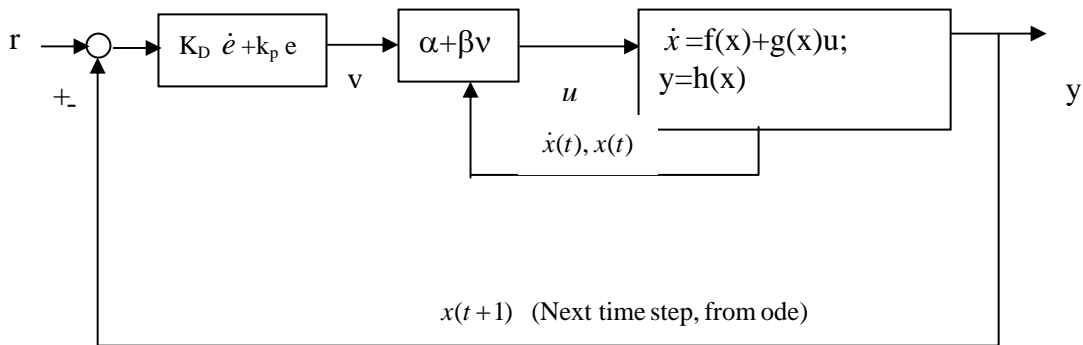 r
+-
K_D ė +k_p e
v
α+βν
u
ẋ =f(x)+g(x)u;
y=h(x)
y
ẋ(t), x(t)
x(t+1) (Next time step, from ode)